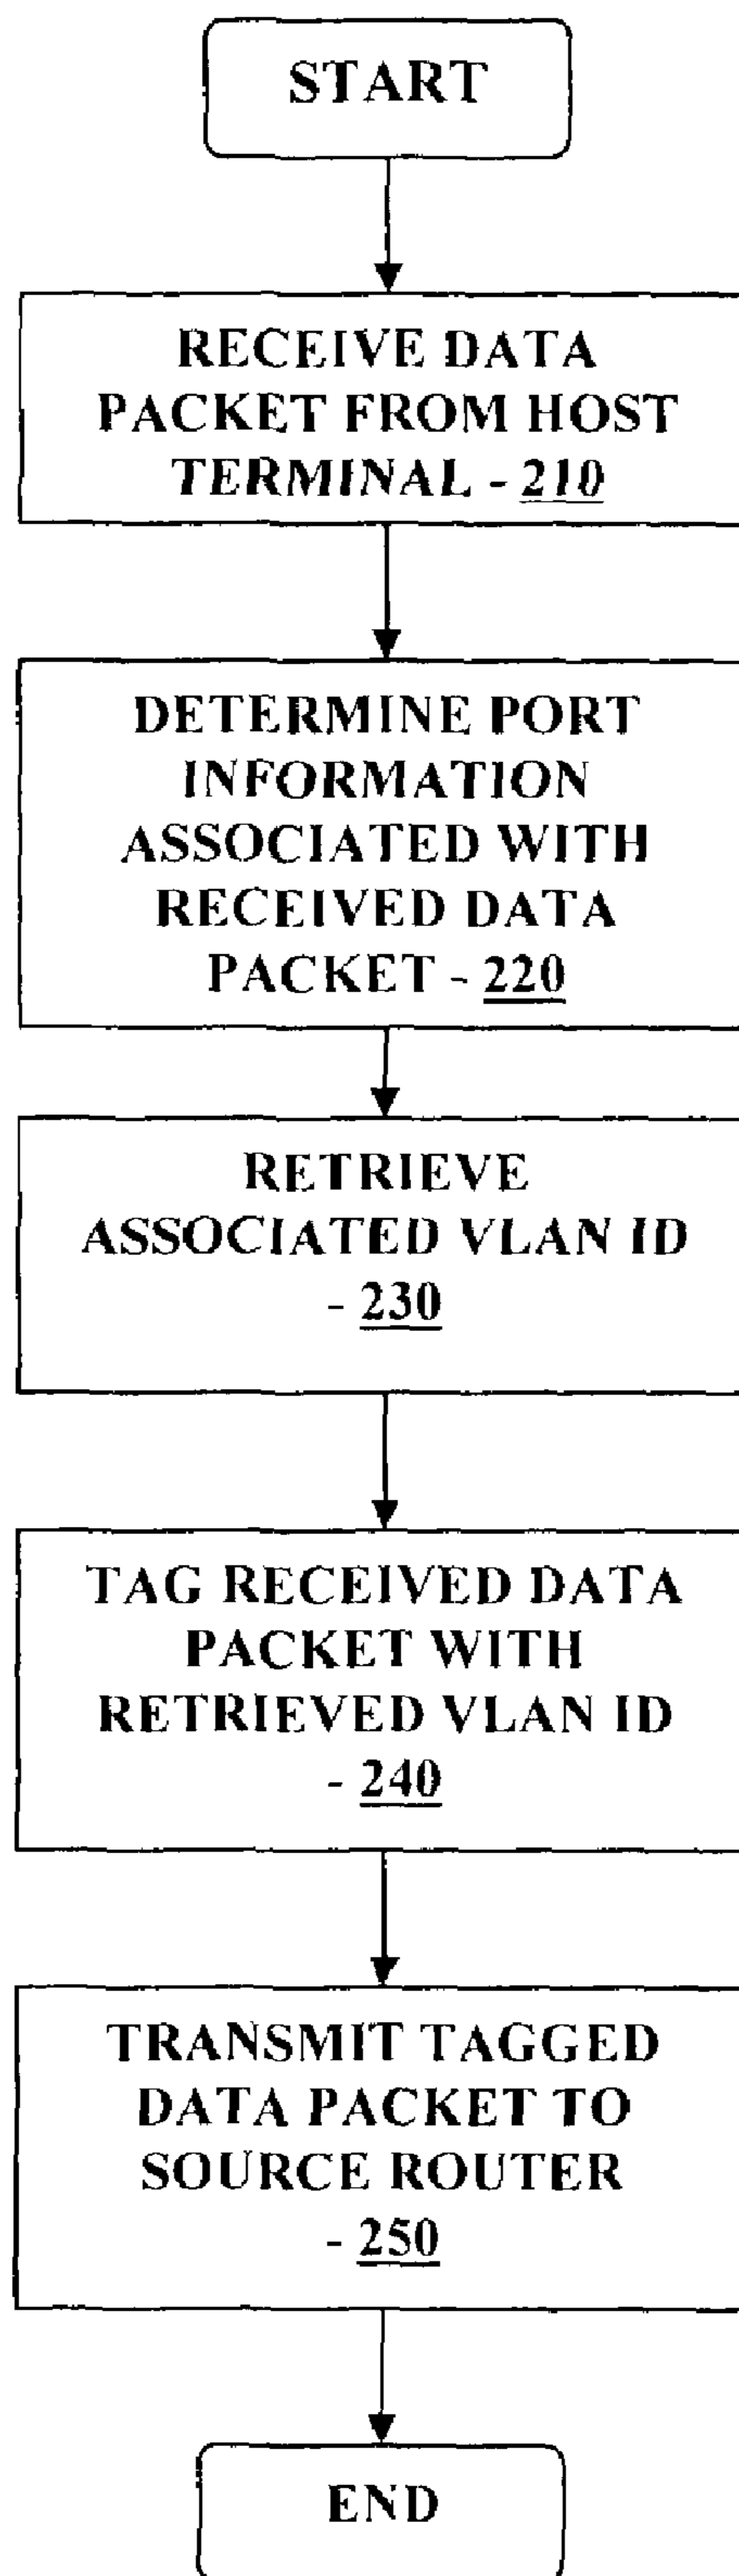 START
RECEIVE DATA
PACKET FROM HOST
TERMINAL - 210
DETERMINE PORT
INFORMATION
ASSOCIATED WITH
RECEIVED DATA
PACKET - 220
RETRIEVE
ASSOCIATED VLAN ID
- 230
TAG RECEIVED DATA
PACKET WITH
RETRIEVED VLAN ID
- 240
TRANSMIT TAGGED
DATA PACKET TO
SOURCE ROUTER
- 250
END